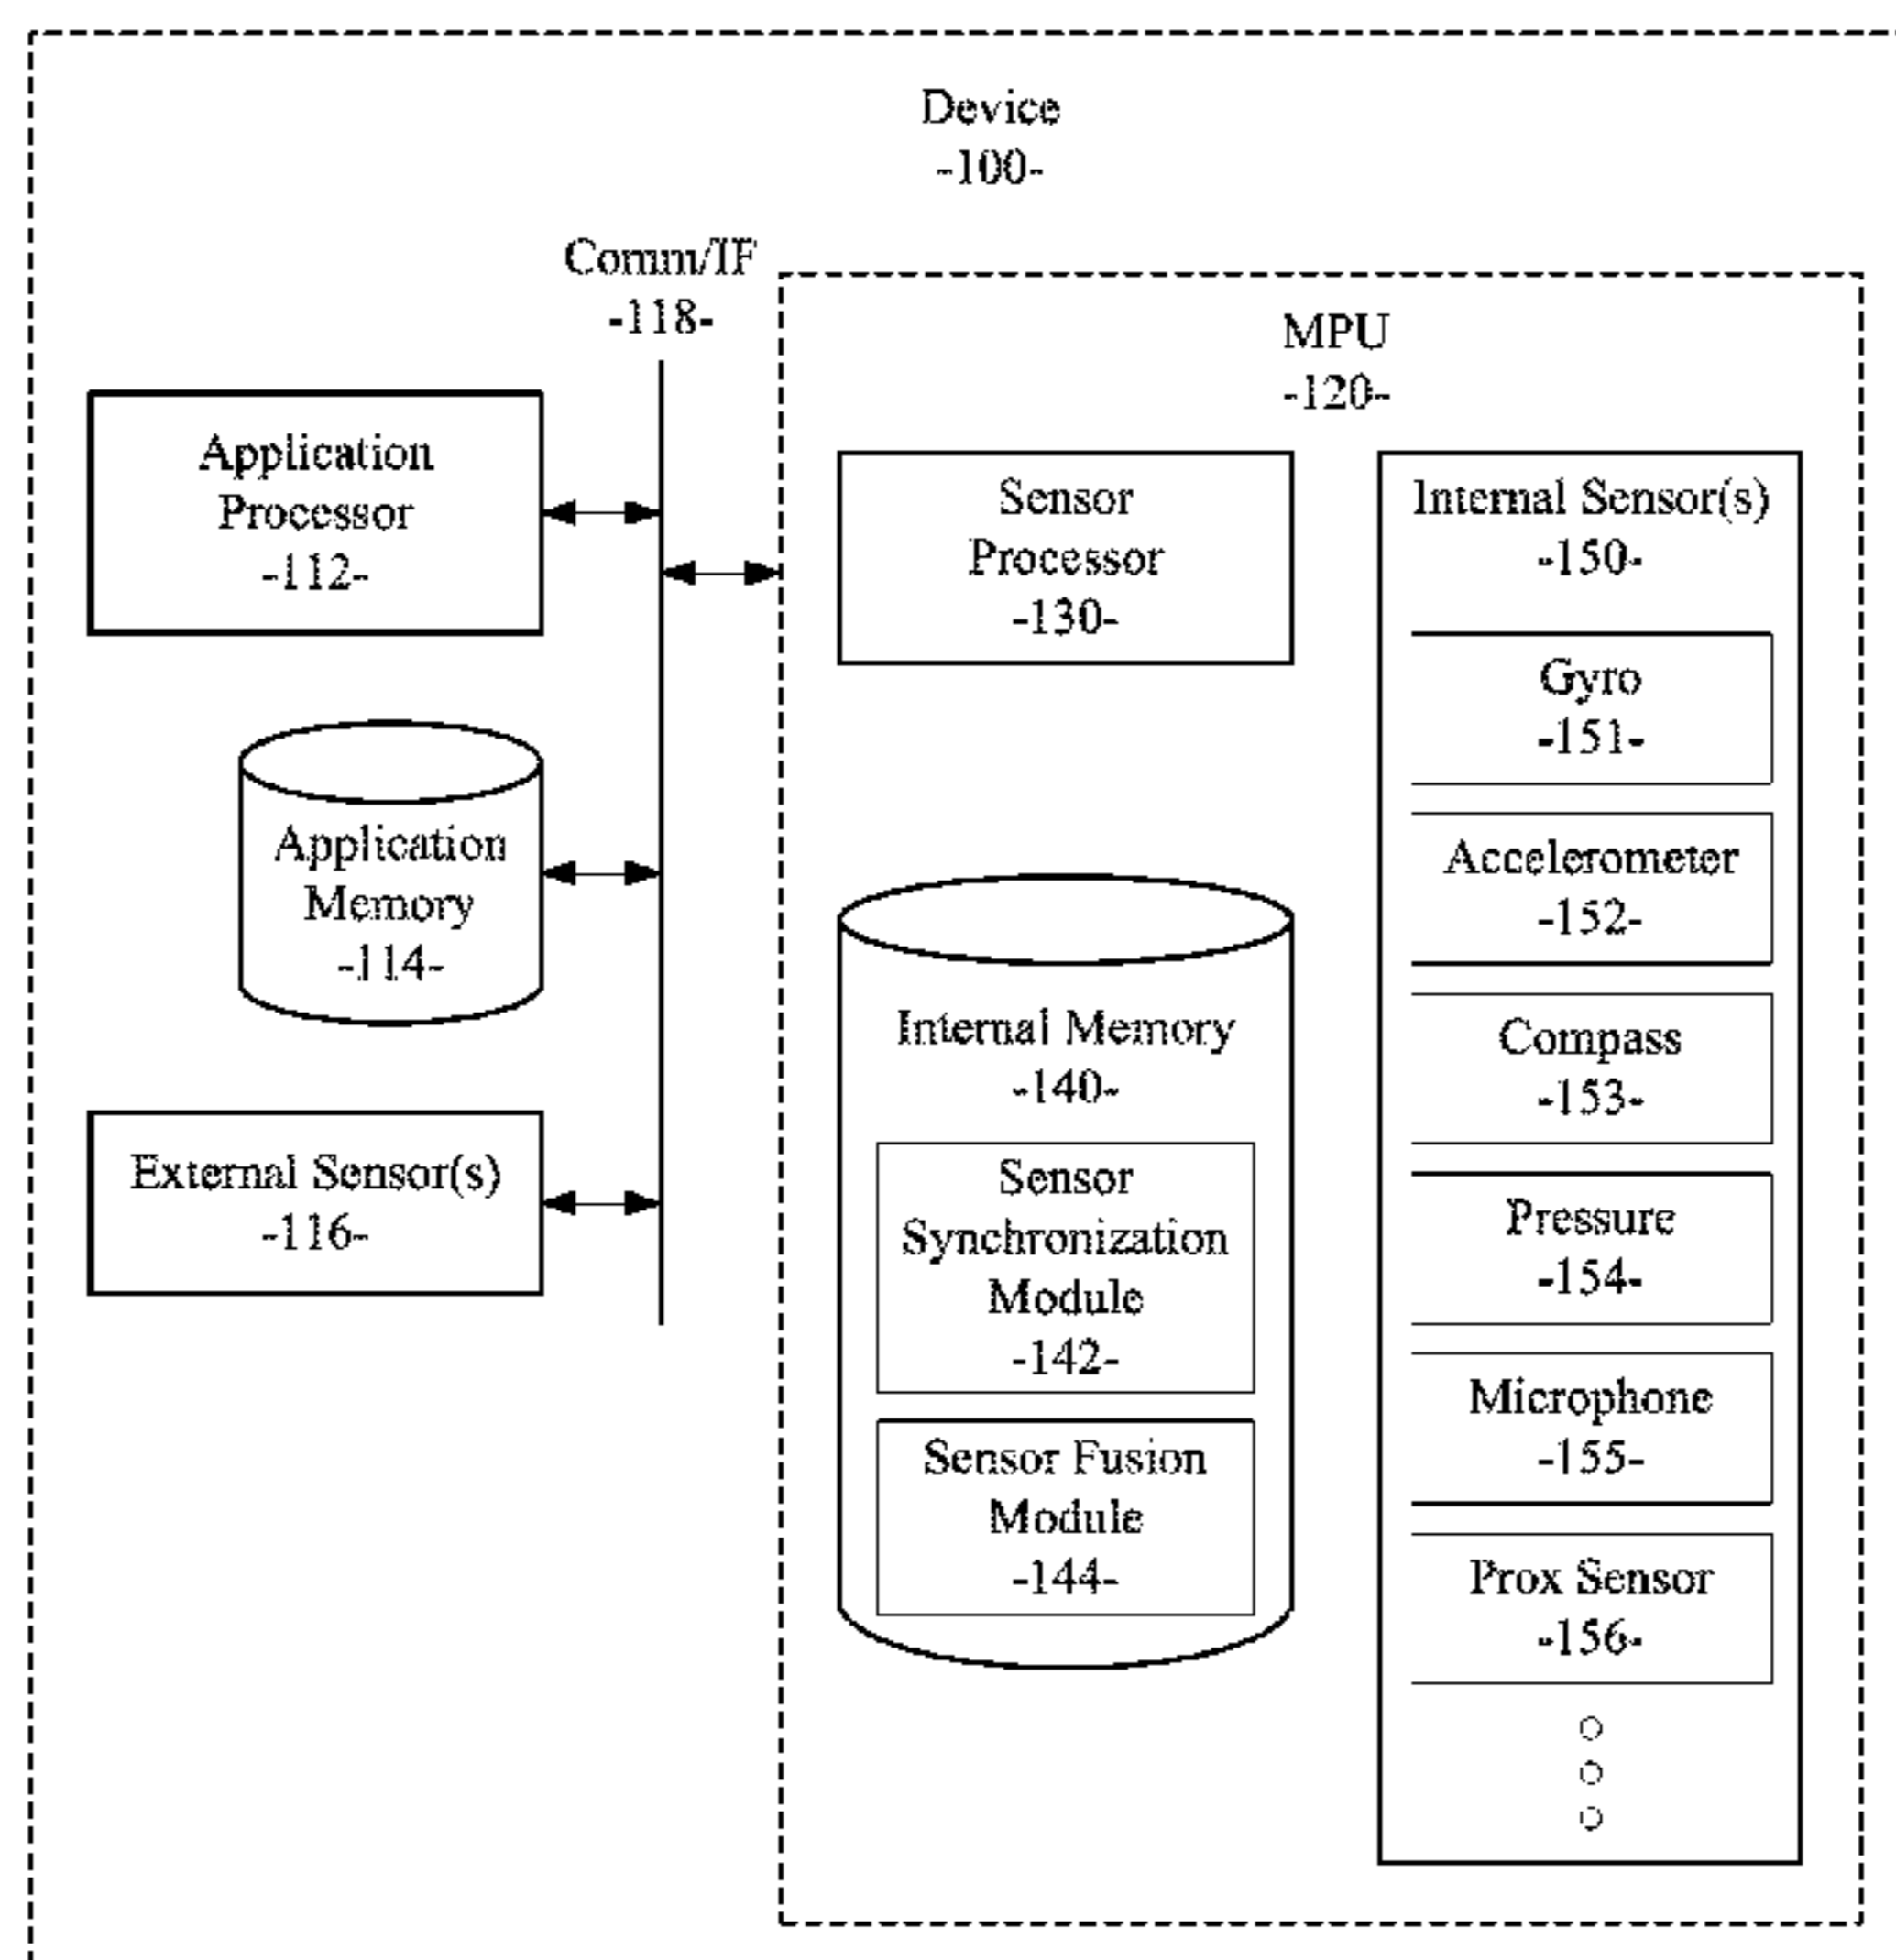 Device
-100-
Comm/IF
-118-
MPU
-120-
Application
Processor
-112-
Application
Memory
-114-
External Sensor(s)
-116-
Sensor
Processor
-130-
Internal Memory
-140-
Sensor
Synchronization
Module
-142-
Sensor Fusion
Module
-144-
Internal Sensor(s)
-150-
Gyro
-151-
Accelerometer
-152-
Compass
-153-
Pressure
-154-
Microphone
-155-
Prox Sensor
-156-